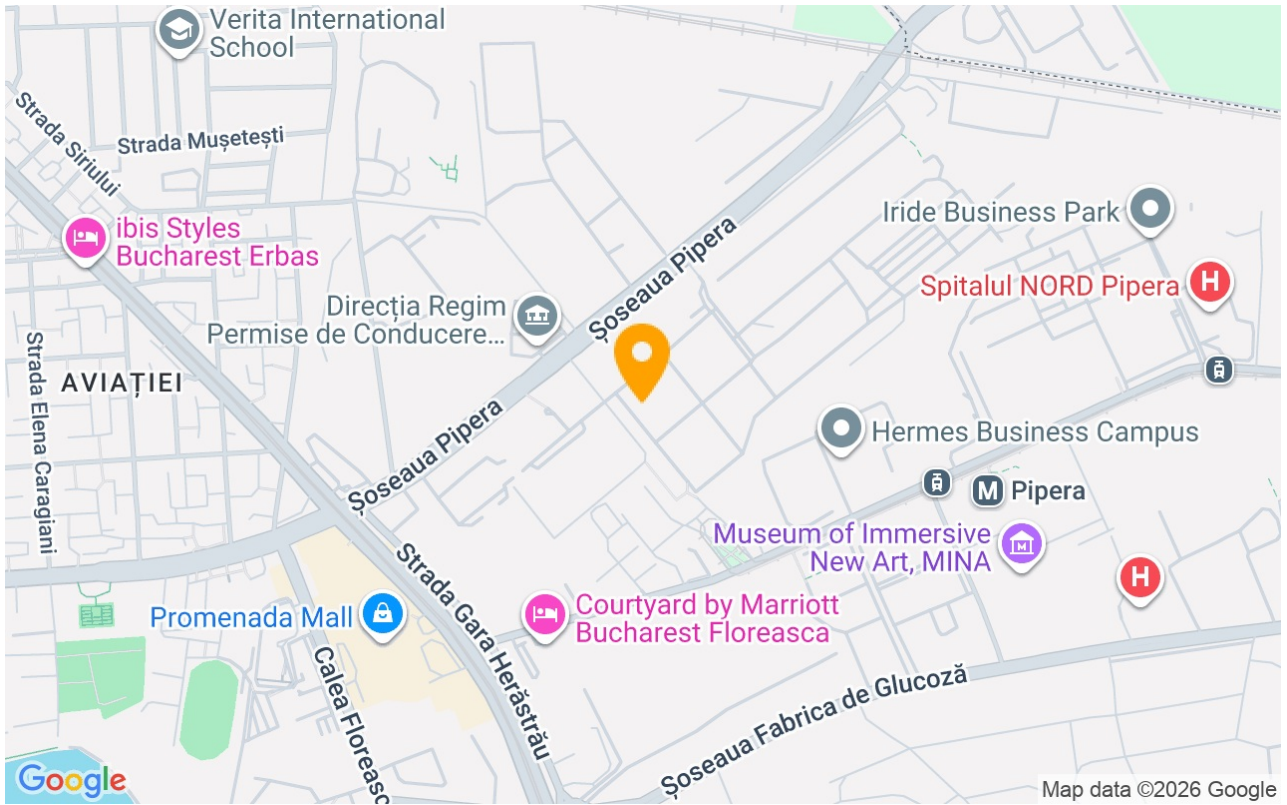 Verita International
School
Strada Siriului
Strada Mușetești
ibis Styles
Bucharest Erbas
Iride Business Park
Șoseaua Pipera
Spitalul NORD Pipera
H
Direcția Regim
Permise de Conducere...
Strada Elena Caragiani
AVIAȚIEI
Șoseaua Pipera
Hermes Business Campus
M Pipera
Museum of Immersive
New Art, MINA
H
Strada Gara Herăstrău
Promenada Mall
Courtyard by Marriott
Bucharest Floreasca
Calea Floreasc
Șoseaua Fabrica de Glucoză
Google
Map data ©2026 Google